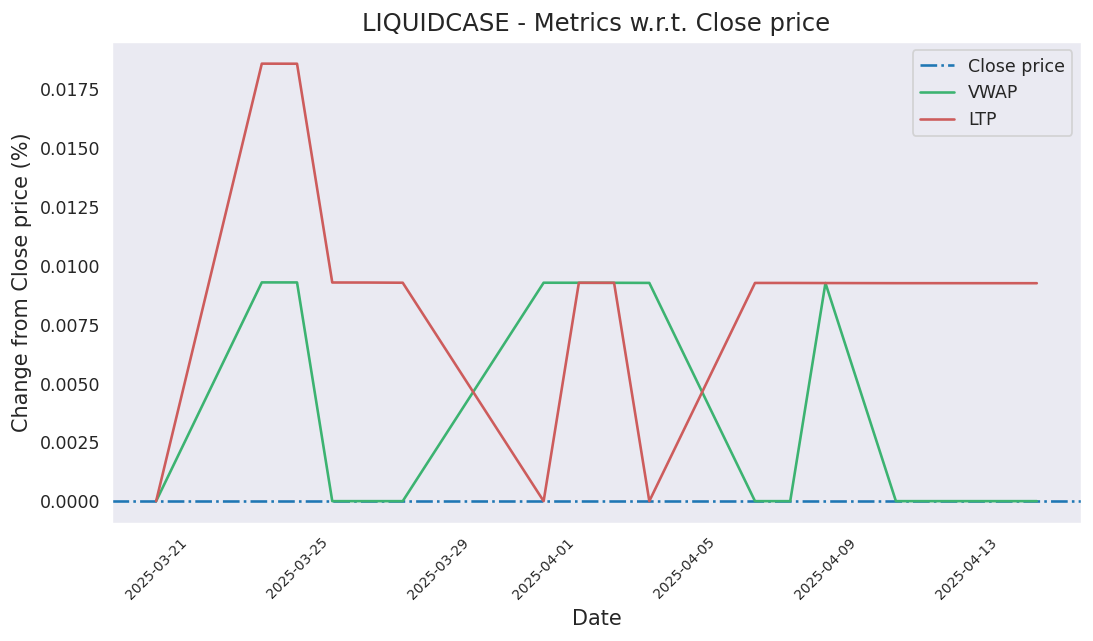 LIQUIDCASE - Metrics w.r.t. Close price
Close price
VWAP
LTP
Change from Close price (%)
0.0175
0.0150
0.0125
0.0100
0.0075
0.0050
0.0025
0.0000
2025-03-21
2025-03-25
2025-03-29
2025-04-01
2025-04-05
2025-04-09
2025-04-13
Date